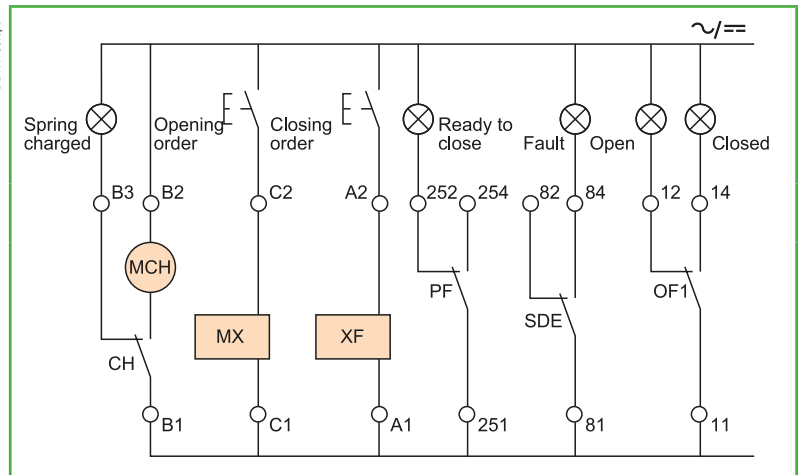 ~/==
Spring
charged
Opening
order
Closing
order
Ready to
close
Fault
Open
Closed
B3
B2
C2
A2
252
254
82
84
12
14
MCH
PF
SDE
OF1
MX
XF
CH
B1
C1
A1
251
81
11